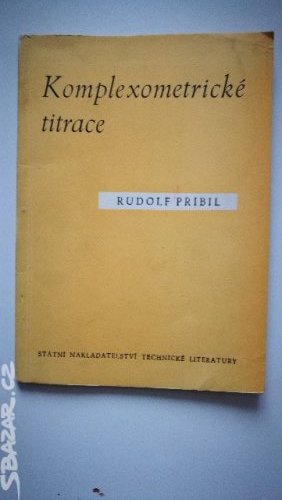 Komplexometrické
titrace
RUDOLF PŘIBIL
STÁTNÍ NAKLADATELSTVÍ TECHNICKÉ LITERATURY
SBAZAR.CZ